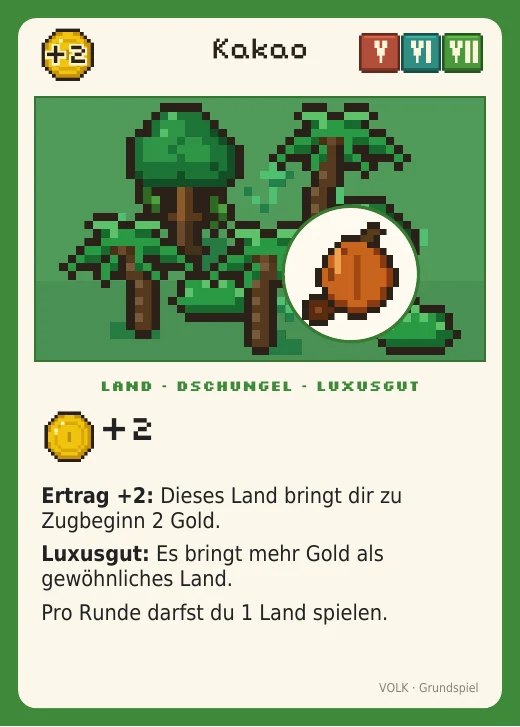 +2 Kakao V VI VII
LAND · DSCHUNGEL · LUXUSGUT
+2
Ertrag +2: Dieses Land bringt dir zu
Zugbeginn 2 Gold.
Luxusgut: Es bringt mehr Gold als
gewöhnliches Land.
Pro Runde darfst du 1 Land spielen.
VOLK · Grundspiel